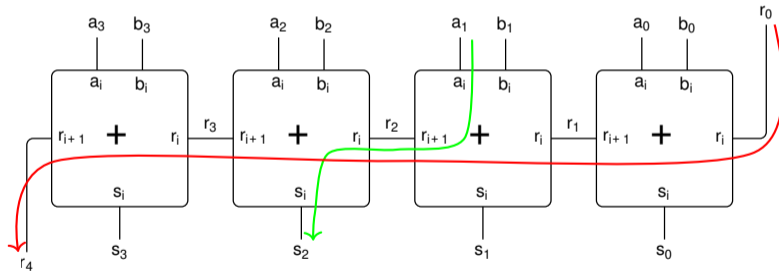 r0
a3 b3 a2 b2 a1 b1 a0 b0
ai bi ai bi ai bi ai bi
r3 r2 r1
ri+1 + ri ri+1 + ri ri+1 + ri ri+1 + ri
si si si si
s3 s2 s1 s0
r4